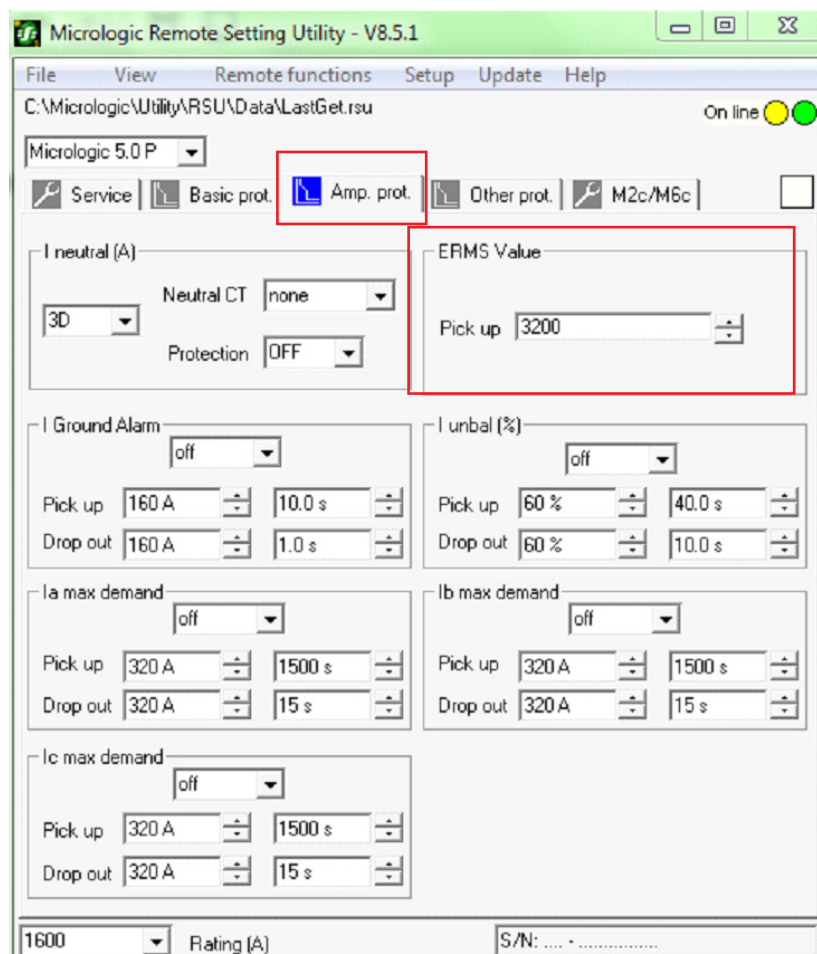 Micrologic Remote Setting Utility - V8.5.1
File View Remote functions Setup Update Help
C:\Micrologic\Utility\RSU\Data\LastGet.rsu
On line
Micrologic 5.0 P
Service Basic prot. Amp. prot. Other prot. M2c/M6c
I neutral (A)
3D
Neutral CT none
Protection OFF
ERMS Value
Pick up 3200
I Ground Alarm
off
Pick up 160 A 10.0 s
Drop out 160 A 1.0 s
I unbal (%)
off
Pick up 60 % 40.0 s
Drop out 60 % 10.0 s
Ia max demand
off
Pick up 320 A 1500 s
Drop out 320 A 15 s
Ib max demand
off
Pick up 320 A 1500 s
Drop out 320 A 15 s
Ic max demand
off
Pick up 320 A 1500 s
Drop out 320 A 15 s
1600 Rating (A) S/N: .... - ................